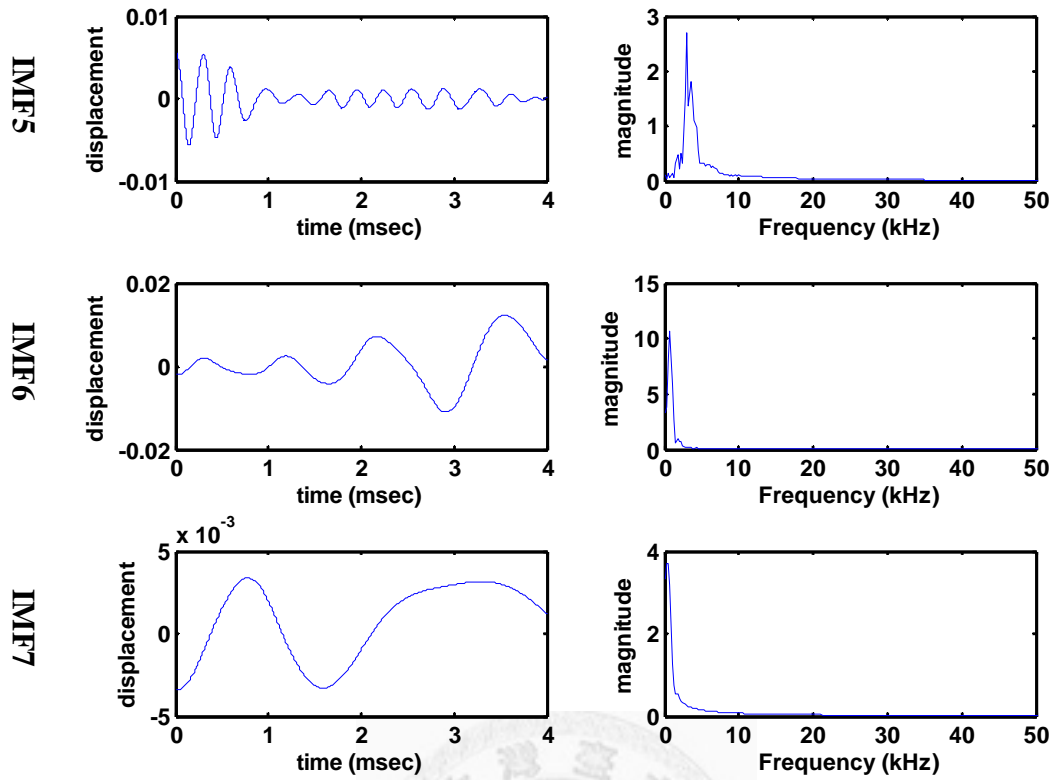 IMF5
0.01
0
-0.01
displacement
0 1 2 3 4
time (msec)
3
2
1
0
magnitude
0 10 20 30 40 50
Frequency (kHz)
IMF6
0.02
0
-0.02
displacement
0 1 2 3 4
time (msec)
15
10
5
0
magnitude
0 10 20 30 40 50
Frequency (kHz)
IMF7
x 10^-3
5
0
-5
displacement
0 1 2 3 4
time (msec)
4
2
0
magnitude
0 10 20 30 40 50
Frequency (kHz)